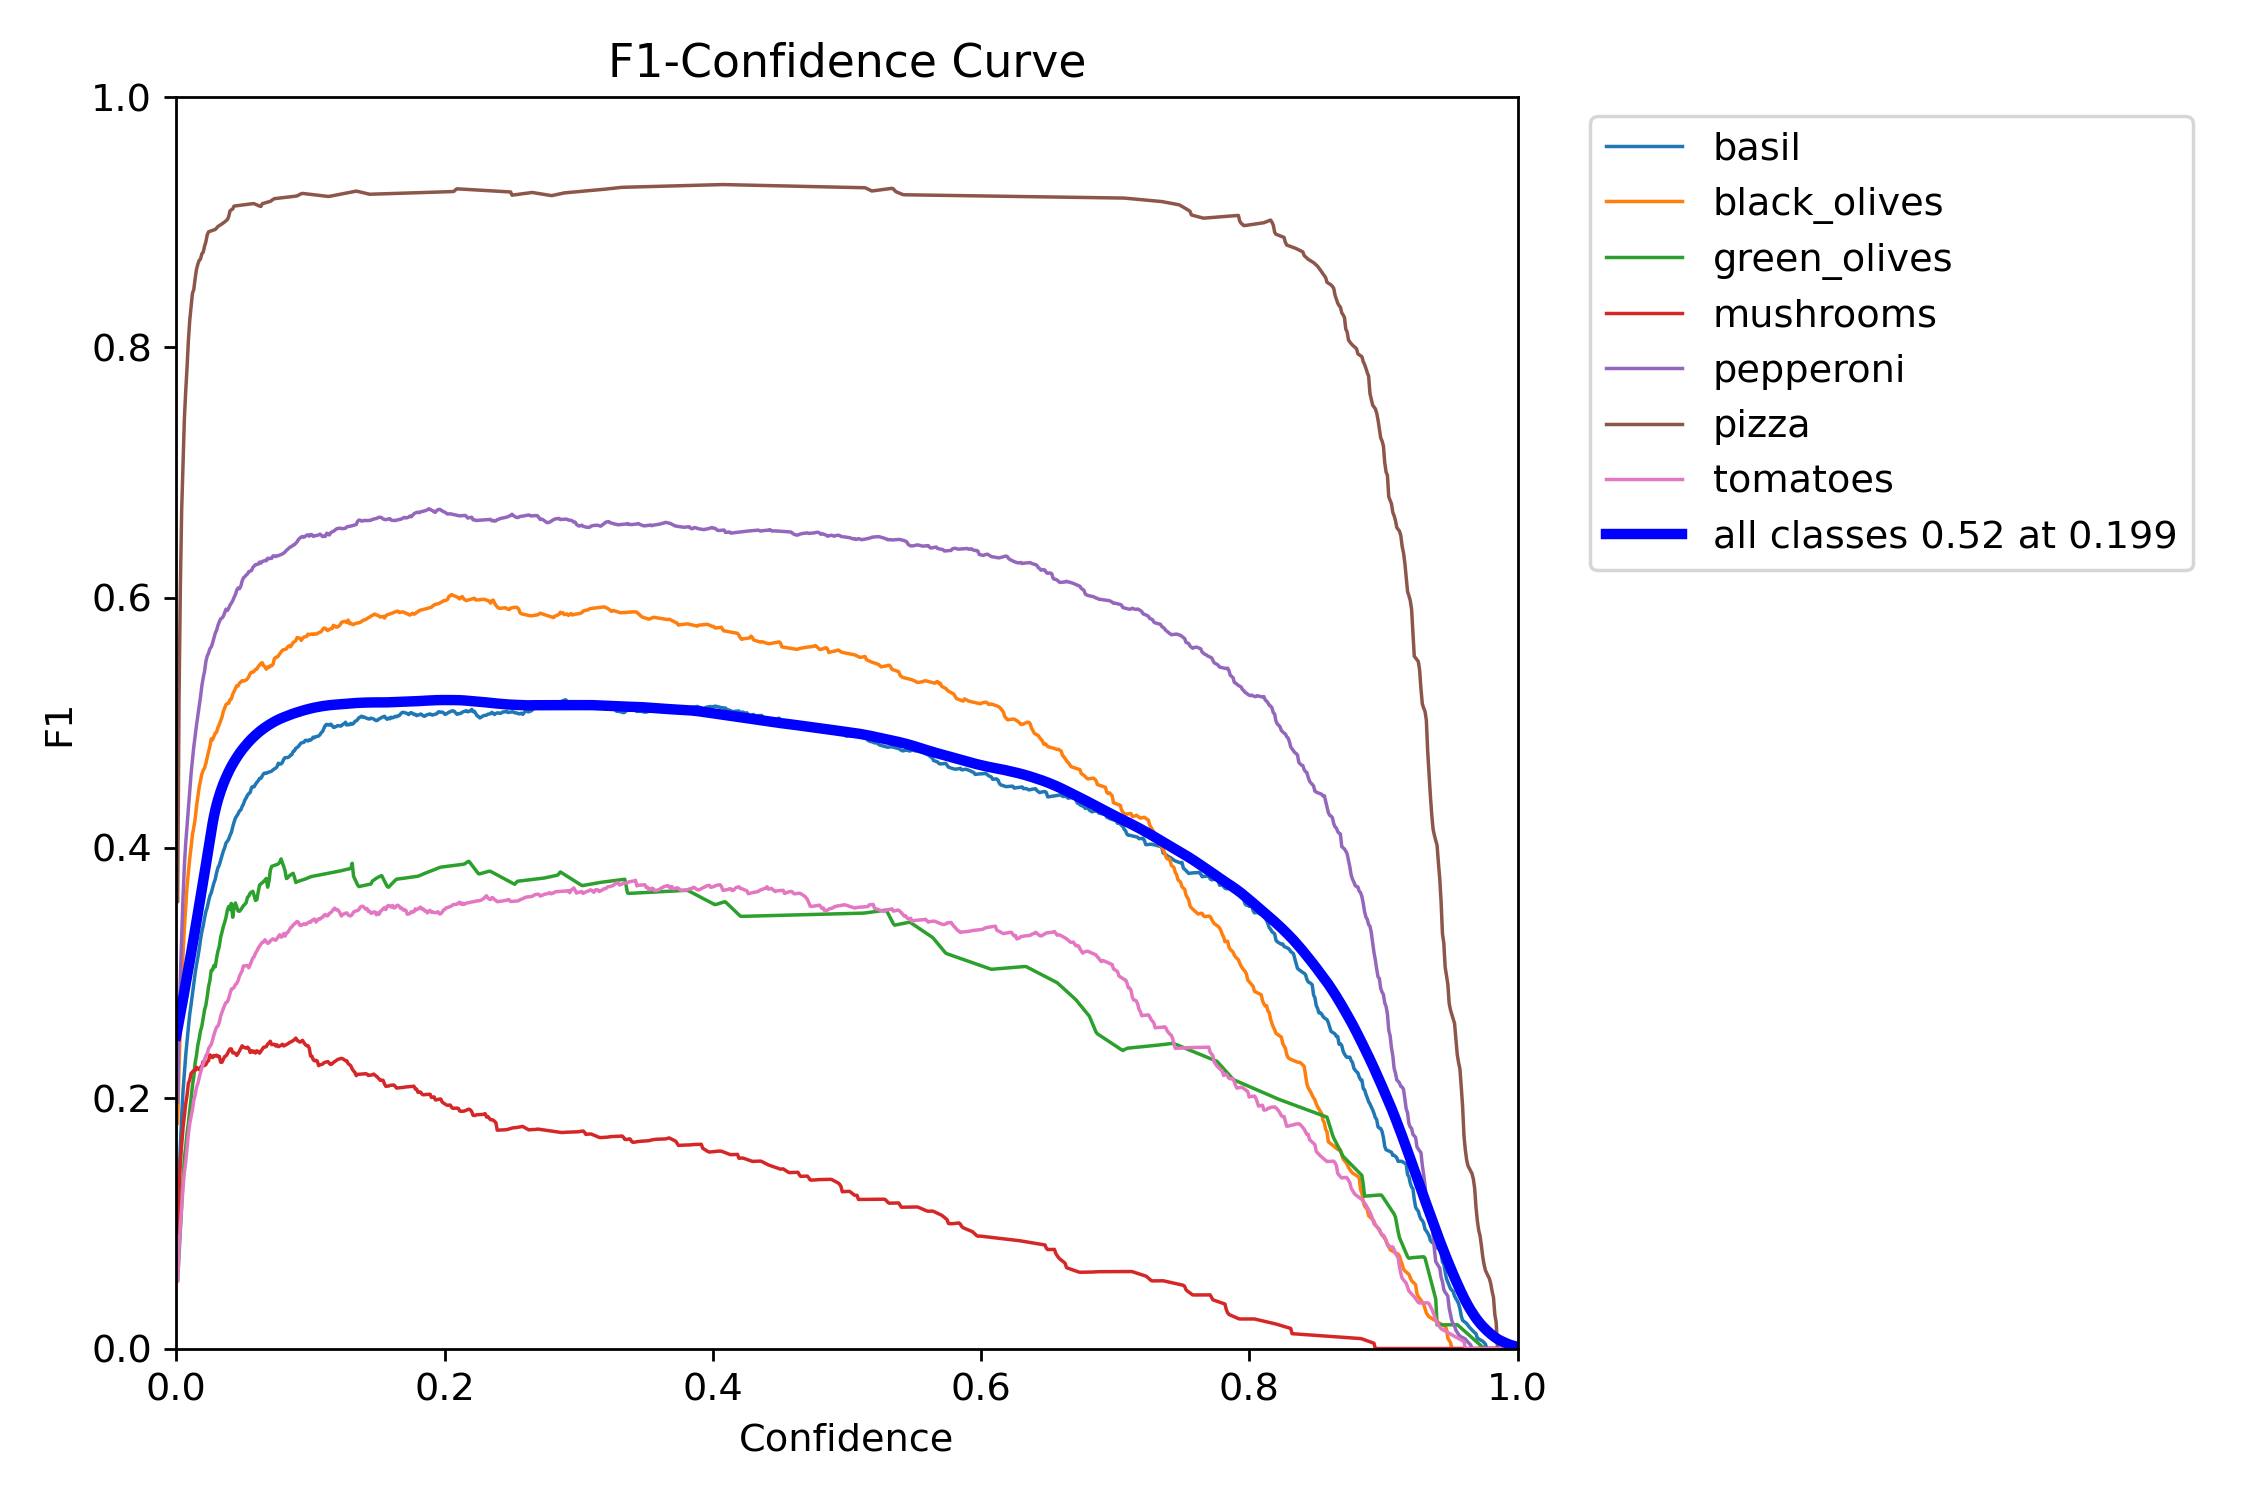 F1-Confidence Curve
1.0
0.8
0.6
0.4
0.2
0.0
F1
0.0 0.2 0.4 0.6 0.8 1.0
Confidence
basil
black_olives
green_olives
mushrooms
pepperoni
pizza
tomatoes
all classes 0.52 at 0.199